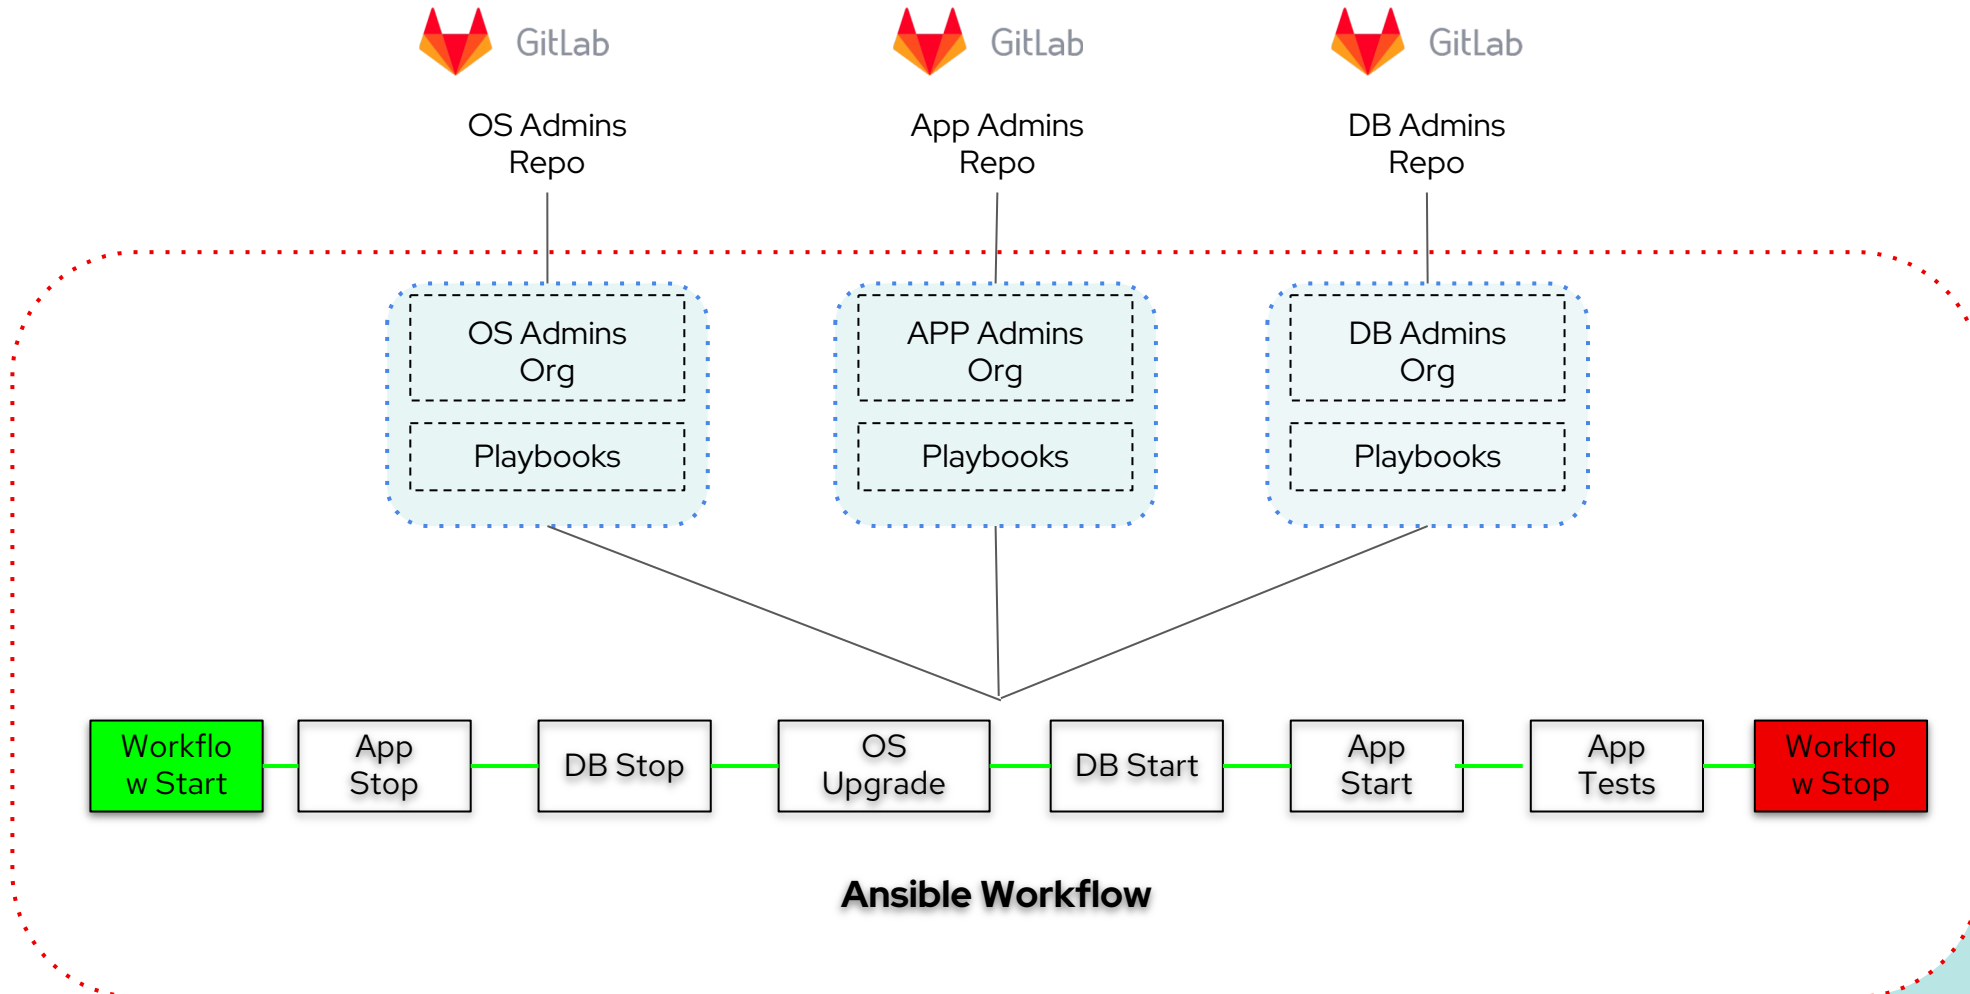 GitLab
GitLab
GitLab
OS Admins
Repo
App Admins
Repo
DB Admins
Repo
OS Admins
Org
APP Admins
Org
DB Admins
Org
Playbooks
Playbooks
Playbooks
Workflo
w Start
App
Stop
DB Stop
OS
Upgrade
DB Start
App
Start
App
Tests
Workflo
w Stop
Ansible Workflow